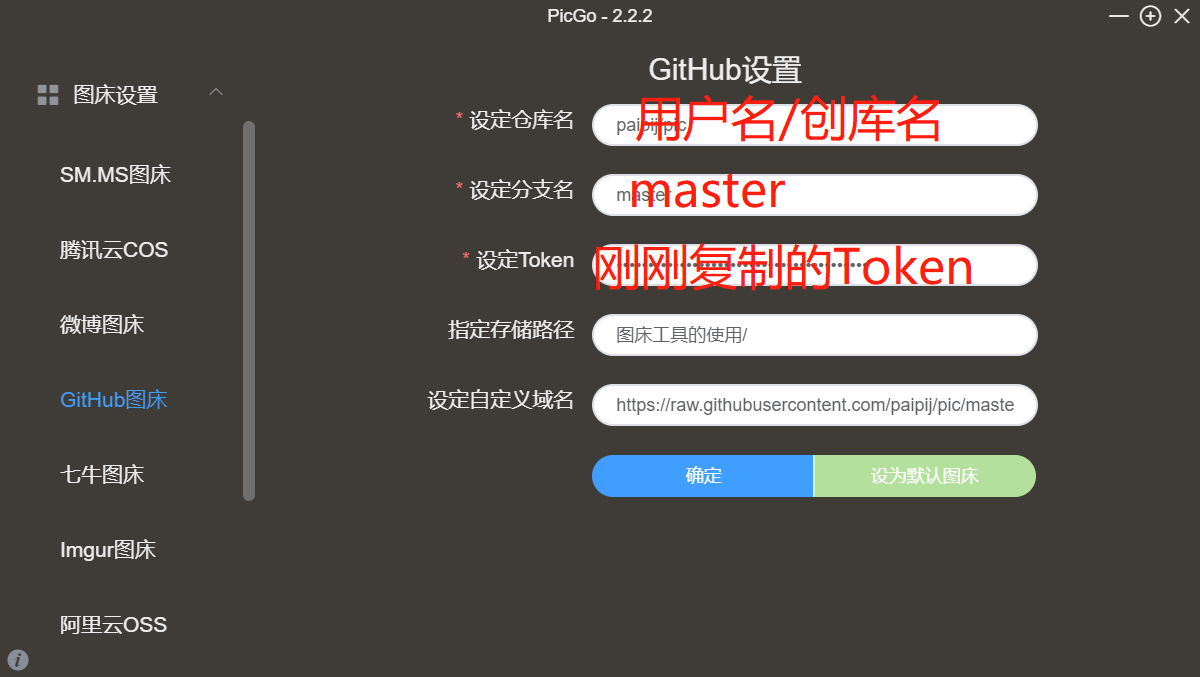 PicGo - 2.2.2
图床设置
SM.MS图床
腾讯云COS
微博图床
GitHub图床
七牛图床
Imgur图床
阿里云OSS
GitHub设置
* 设定仓库名
paipij/pic
用户名/创库名
* 设定分支名
master
master
* 设定Token
刚刚复制的Token
指定存储路径
图床工具的使用/
设定自定义域名
https://raw.githubusercontent.com/paipij/pic/maste
确定
设为默认图床